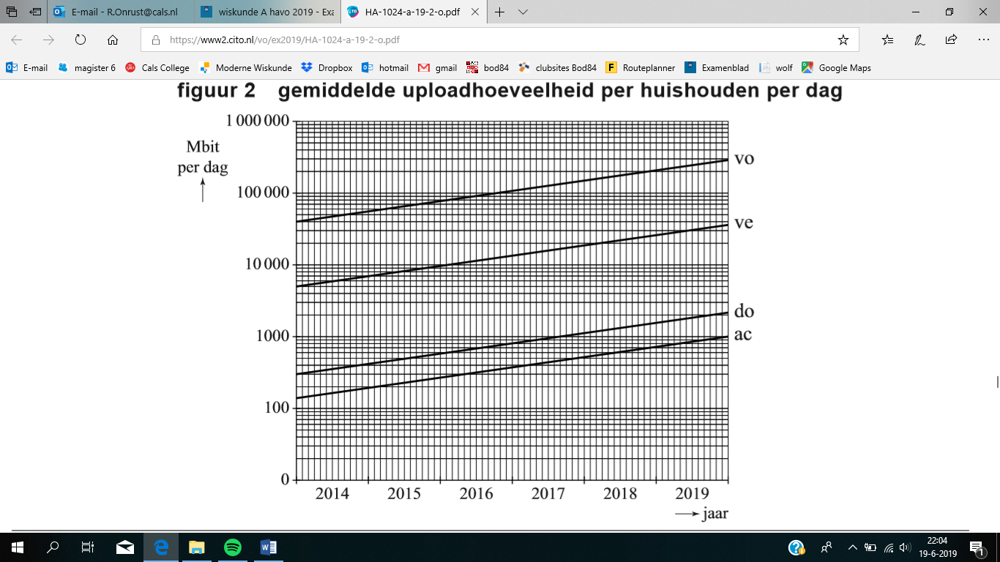 E-mail - R.Onrust@cals.nl
wiskunde A havo 2019 - Exa
HA-1024-a-19-2-o.pdf
https://www2.cito.nl/vo/ex2019/HA-1024-a-19-2-o.pdf
E-mail magister 6 Cals College Moderne Wiskunde Dropbox hotmail gmail bod84 clubsites Bod84 Routeplanner Examenblad wolf Google Maps
figuur 2 gemiddelde uploadhoeveelheid per huishouden per dag
1 000 000
Mbit
per dag
100 000
10 000
1000
100
0
vo
ve
do
ac
2014 2015 2016 2017 2018 2019
jaar
22:04
19-6-2019
1